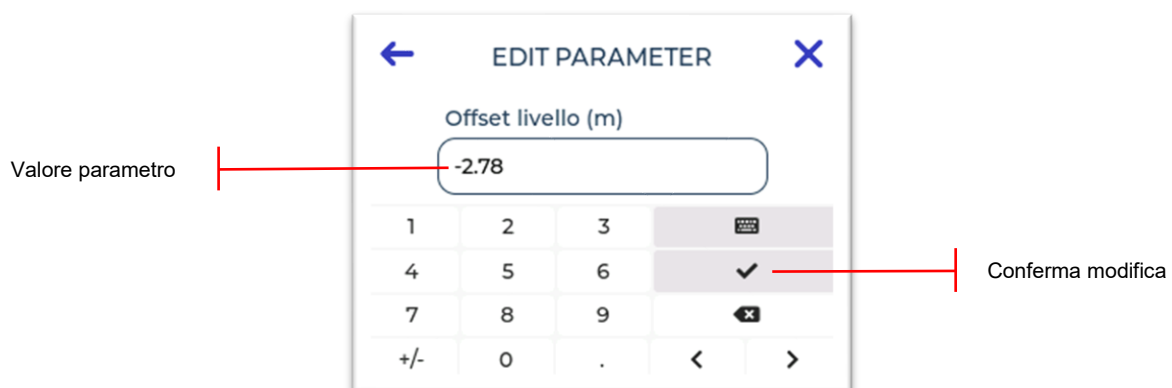 EDIT PARAMETER
Offset livello (m)
Valore parametro
-2.78
1 2 3
4 5 6
Conferma modifica
7 8 9
+/- 0 . < >